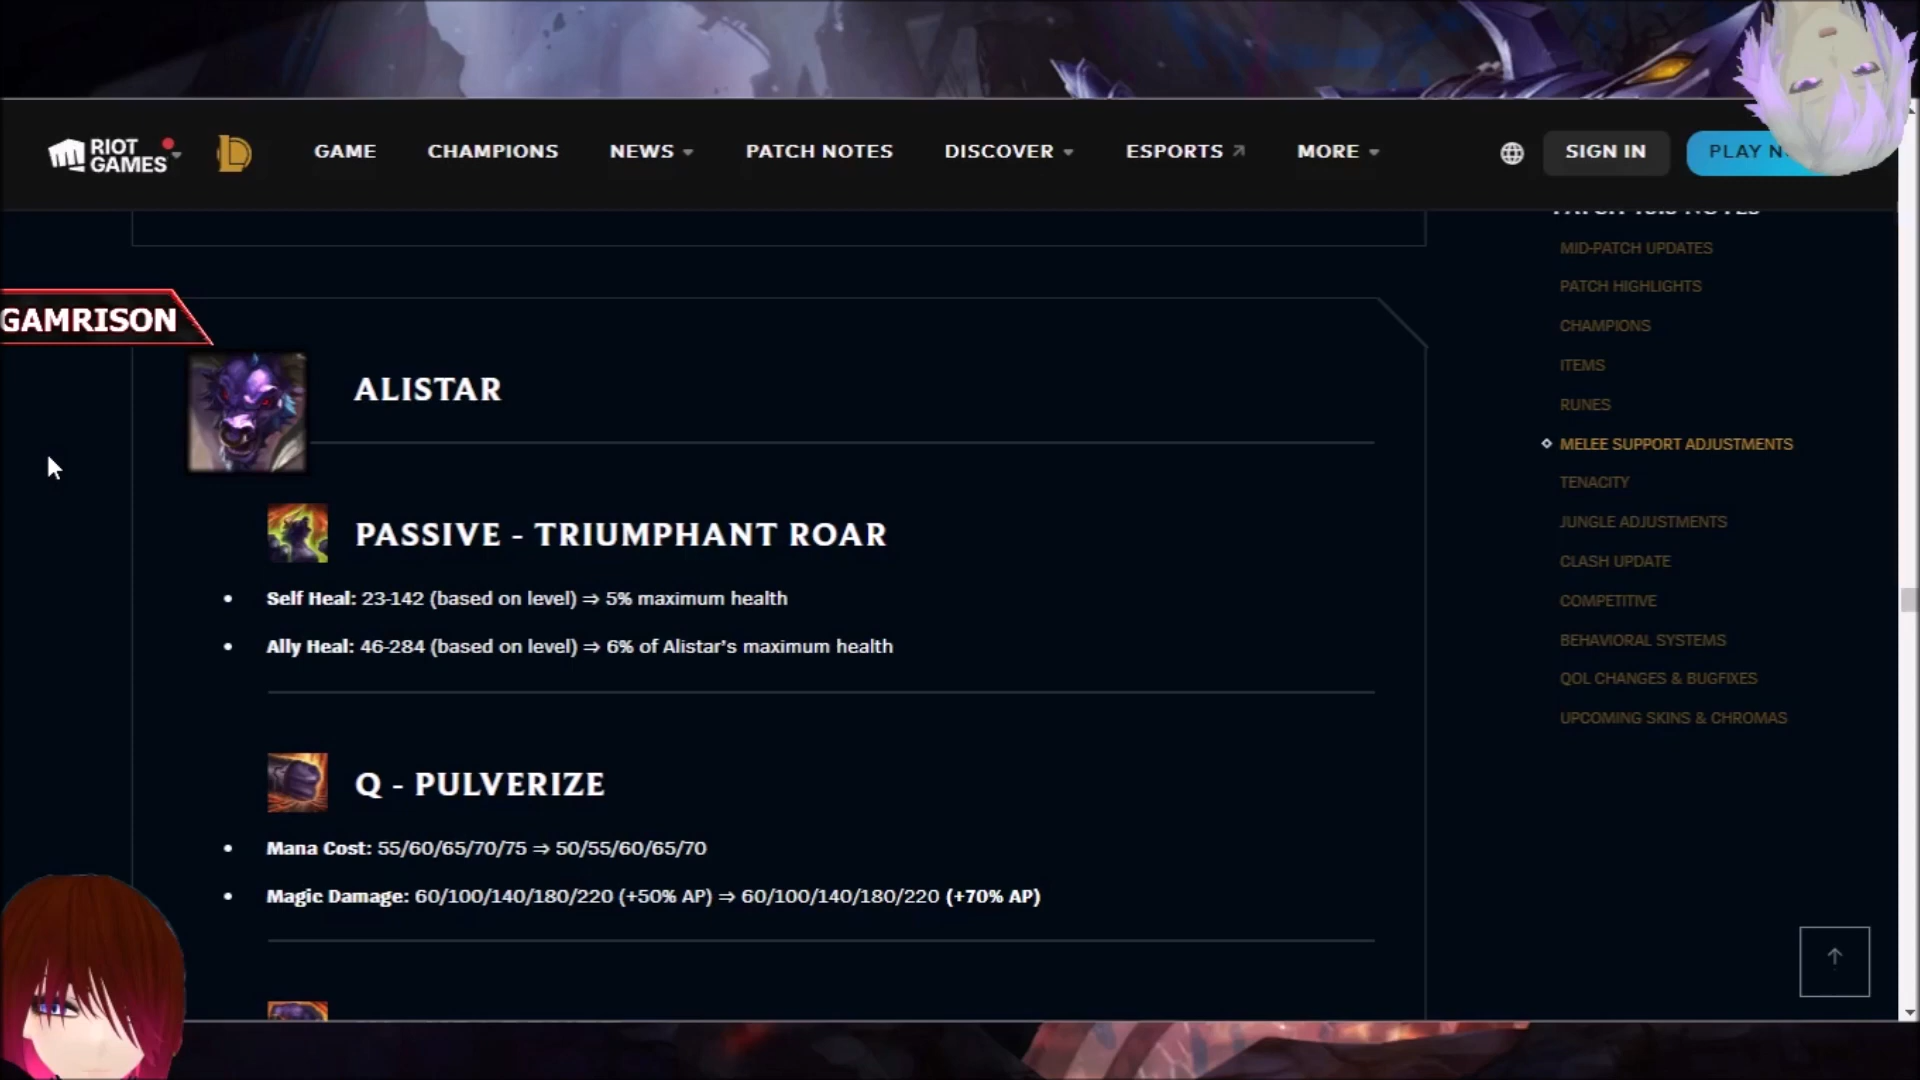 RIOT
GAMES
GAME
CHAMPIONS
NEWS
PATCH NOTES
DISCOVER
ESPORTS
MORE
SIGN IN
PLAY
MID-PATCH UPDATES
PATCH HIGHLIGHTS
CHAMPIONS
ITEMS
RUNES
MELEE SUPPORT ADJUSTMENTS
TENACITY
JUNGLE ADJUSTMENTS
CLASH UPDATE
COMPETITIVE
BEHAVIORAL SYSTEMS
QOL CHANGES & BUGFIXES
UPCOMING SKINS & CHROMAS
GAMRISON
ALISTAR
PASSIVE - TRIUMPHANT ROAR
• Self Heal: 23-142 (based on level) ⇒ 5% maximum health
• Ally Heal: 46-284 (based on level) ⇒ 6% of Alistar's maximum health
Q - PULVERIZE
• Mana Cost: 55/60/65/70/75 ⇒ 50/55/60/65/70
• Magic Damage: 60/100/140/180/220 (+50% AP) ⇒ 60/100/140/180/220 (+70% AP)